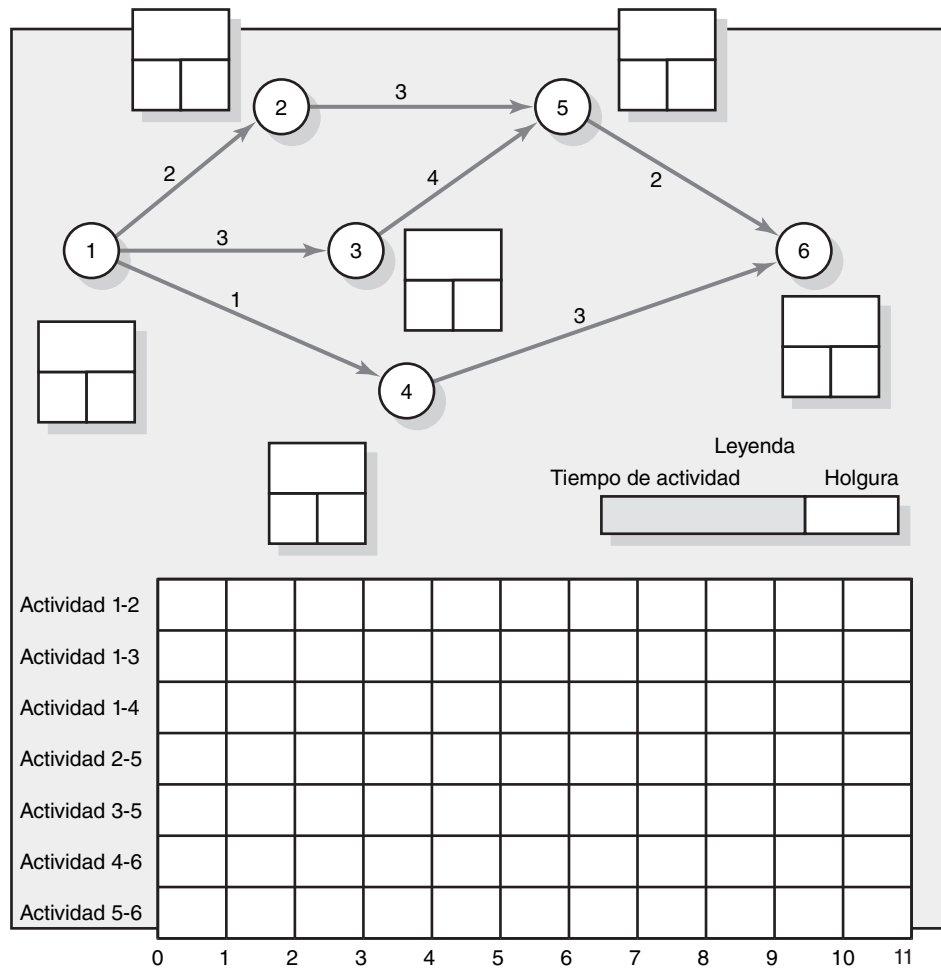 3
2
5
2
4
2
3
1
3
6
1
3
4
Leyenda
Tiempo de actividad Holgura
Actividad 1-2
Actividad 1-3
Actividad 1-4
Actividad 2-5
Actividad 3-5
Actividad 4-6
Actividad 5-6
0 1 2 3 4 5 6 7 8 9 10 11